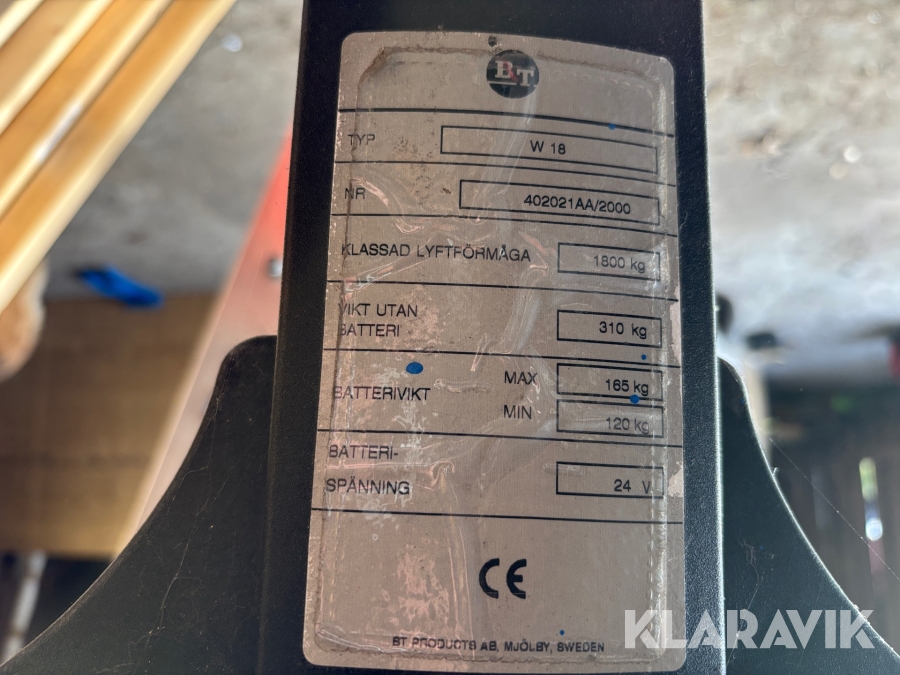 BT
TYP W 18
NR 402021AA/2000
KLASSAD LYFTFÖRMÅGA 1800 kg
VIKT UTAN
BATTERI 310 kg
BATTERIVIKT MAX 165 kg
MIN 120 kg
BATTERI-
SPÄNNING 24 V
CE
BT PRODUCTS AB, MJÖLBY, SWEDEN
KLARAVIK